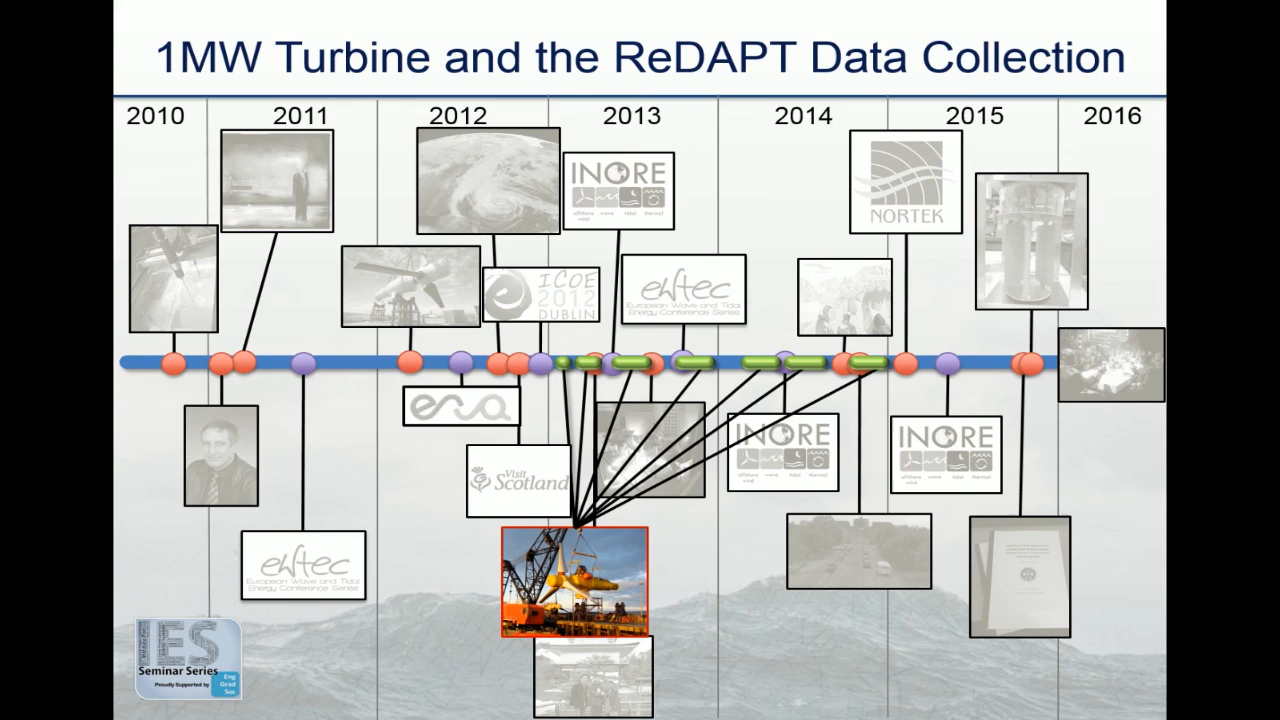 1MW Turbine and the ReDAPT Data Collection
2010 2011 2012 2013 2014 2015 2016
INORE
offshore wind wave tidal thermal
NORTEK
ICOE
2012
DUBLIN
ewtec
European Wave and Tidal
Energy Conference Series
Visit
Scotland
INORE
offshore wind wave tidal thermal
INORE
offshore wind wave tidal thermal
ewtec
European Wave and Tidal
Energy Conference Series
IES
Seminar Series
Proudly Supported by
Eng
Grad
Soc